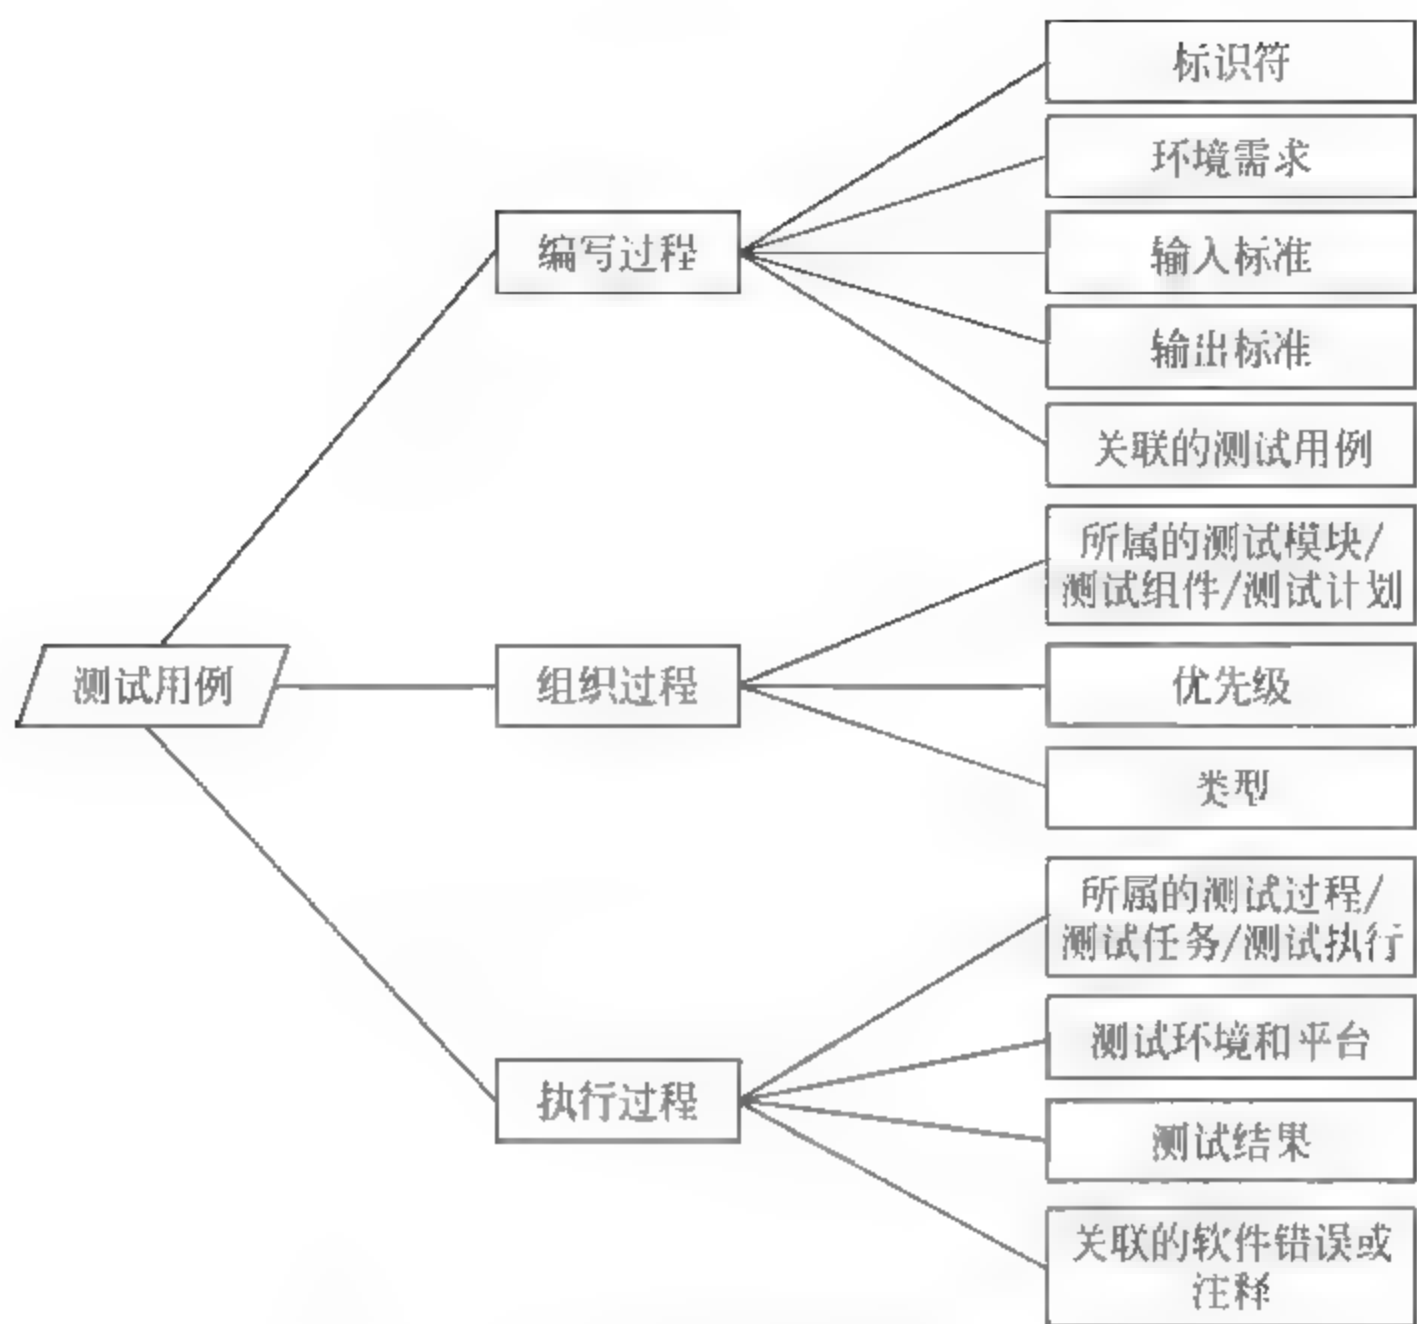 标识符
环境需求
编写过程
输入标准
输出标准
关联的测试用例
所属的测试模块/
测试组件/测试计划
测试用例
组织过程
优先级
类型
所属的测试过程/
测试任务/测试执行
测试环境和平台
执行过程
测试结果
关联的软件错误或
注释